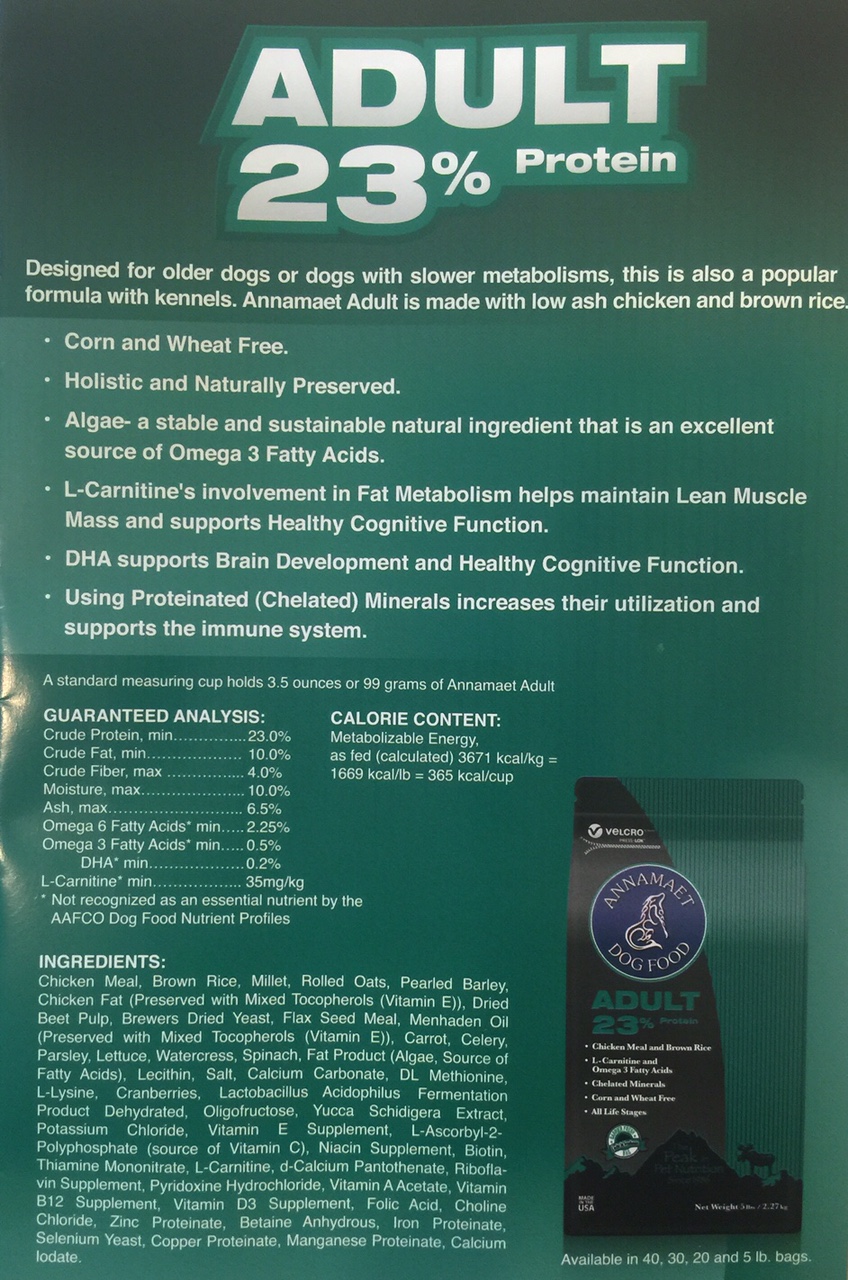 ADULT
23% Protein
Designed for older dogs or dogs with slower metabolisms, this is also a popular
formula with kennels. Annamaet Adult is made with low ash chicken and brown rice.
• Corn and Wheat Free.
• Holistic and Naturally Preserved.
• Algae- a stable and sustainable natural ingredient that is an excellent
source of Omega 3 Fatty Acids.
• L-Carnitine's involvement in Fat Metabolism helps maintain Lean Muscle
Mass and supports Healthy Cognitive Function.
• DHA supports Brain Development and Healthy Cognitive Function.
• Using Proteinated (Chelated) Minerals increases their utilization and
supports the immune system.
A standard measuring cup holds 3.5 ounces or 99 grams of Annamaet Adult
GUARANTEED ANALYSIS:
Crude Protein, min..............23.0%
Crude Fat, min................... 10.0%
Crude Fiber, max ............... 4.0%
Moisture, max.................... 10.0%
Ash, max........................... 6.5%
Omega 6 Fatty Acids* min.....2.25%
Omega 3 Fatty Acids* min.....0.5%
DHA* min...................0.2%
L-Carnitine* min.................. 35mg/kg
* Not recognized as an essential nutrient by the
AAFCO Dog Food Nutrient Profiles
CALORIE CONTENT:
Metabolizable Energy,
as fed (calculated) 3671 kcal/kg =
1669 kcal/lb = 365 kcal/cup
INGREDIENTS:
Chicken Meal, Brown Rice, Millet, Rolled Oats, Pearled Barley,
Chicken Fat (Preserved with Mixed Tocopherols (Vitamin E)), Dried
Beet Pulp, Brewers Dried Yeast, Flax Seed Meal, Menhaden Oil
(Preserved with Mixed Tocopherols (Vitamin E)), Carrot, Celery,
Parsley, Lettuce, Watercress, Spinach, Fat Product (Algae, Source of
Fatty Acids), Lecithin, Salt, Calcium Carbonate, DL Methionine,
L-Lysine, Cranberries, Lactobacillus Acidophilus Fermentation
Product Dehydrated, Oligofructose, Yucca Schidigera Extract,
Potassium Chloride, Vitamin E Supplement, L-Ascorbyl-2-
Polyphosphate (source of Vitamin C), Niacin Supplement, Biotin,
Thiamine Mononitrate, L-Carnitine, d-Calcium Pantothenate, Ribofla-
vin Supplement, Pyridoxine Hydrochloride, Vitamin A Acetate, Vitamin
B12 Supplement, Vitamin D3 Supplement, Folic Acid, Choline
Chloride, Zinc Proteinate, Betaine Anhydrous, Iron Proteinate,
Selenium Yeast, Copper Proteinate, Manganese Proteinate, Calcium
Iodate.
VELCRO
PRESS LOK
ANNAMAET
DOG FOOD
ADULT
23% Protein
• Chicken Meal and Brown Rice
• L-Carnitine and
Omega 3 Fatty Acids
• Chelated Minerals
• Corn and Wheat Free
• All Life Stages
Peak
Pet Nutrition
MADE
IN THE
USA
Net Weight 5 lbs / 2.27kg
Available in 40, 30, 20 and 5 lb. bags.